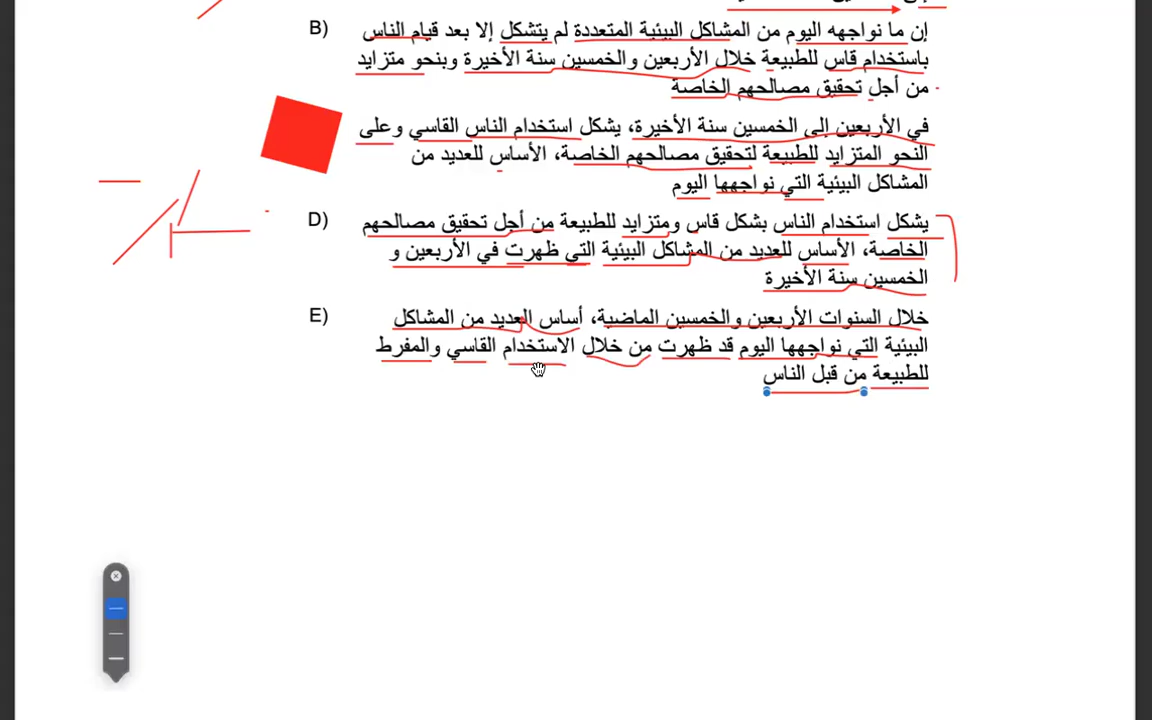 B) إن ما نواجهه اليوم من المشاكل البيئية المتعددة لم يتشكل إلا بعد قيام الناس
باستخدام قاس للطبيعة خلال الأربعين والخمسين سنة الأخيرة وبنحو متزايد
من أجل تحقيق مصالحهم الخاصة
في الأربعين إلى الخمسين سنة الأخيرة، يشكل استخدام الناس القاسي وعلى
النحو المتزايد للطبيعة لتحقيق مصالحهم الخاصة، الأساس للعديد من
المشاكل البيئية التي نواجهها اليوم
D) يشكل استخدام الناس بشكل قاس ومتزايد للطبيعة من أجل تحقيق مصالحهم
الخاصة، الأساس للعديد من المشاكل البيئية التي ظهرت في الأربعين و
الخمسين سنة الأخيرة
E) خلال السنوات الأربعين والخمسين الماضية، أساس العديد من المشاكل
البيئية التي نواجهها اليوم قد ظهرت من خلال الاستخدام القاسي والمفرط
للطبيعة من قبل الناس